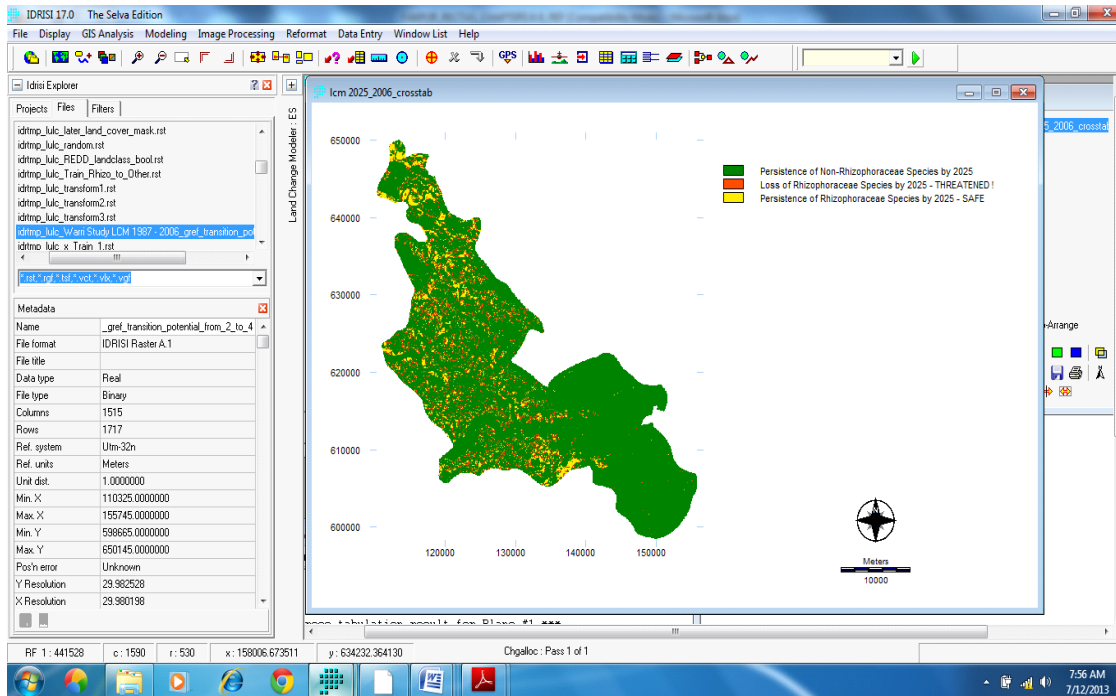 IDRISI 17.0 The Selva Edition
File Display GIS Analysis Modeling Image Processing Reformat Data Entry Window List Help
GPS
Idrisi Explorer
Projects Files Filters
idrtmp_lulc_later_land_cover_mask.rst
idrtmp_lulc_random.rst
idrtmp_lulc_REDD_landclass_bool.rst
idrtmp_lulc_Train_Rhizo_to_Other.rst
idrtmp_lulc_transform1.rst
idrtmp_lulc_transform2.rst
idrtmp_lulc_transform3.rst
idrtmp_lulc_Warri Study LCM 1987 - 2006_gref_transition_po
idrtmp_lulc_x_Train_1.rst
*.rst;*.rgf;*.tsf;*.vct;*.vlx;*.vgf
Metadata
Name _gref_transition_potential_from_2_to_4
File format IDRISI Raster A.1
File title
Data type Real
File type Binary
Columns 1515
Rows 1717
Ref. system Utm-32n
Ref. units Meters
Unit dist. 1.0000000
Min. X 110325.0000000
Max. X 155745.0000000
Min. Y 598665.0000000
Max. Y 650145.0000000
Pos'n error Unknown
Y Resolution 29.982528
X Resolution 29.980198
Land Change Modeler : ES
lcm 2025_2006_crosstab
650000
640000
630000
620000
610000
600000
120000 130000 140000 150000
Persistence of Non-Rhizophoraceae Species by 2025
Loss of Rhizophoraceae Species by 2025 - THREATENED !
Persistence of Rhizophoraceae Species by 2025 - SAFE
Meters
10000
5_2006_crosstab
-Arrange
RF 1 : 441528 c : 1590 r : 530 x : 158006.673511 y : 634232.364130 Chgalloc : Pass 1 of 1
7:56 AM
7/12/2013